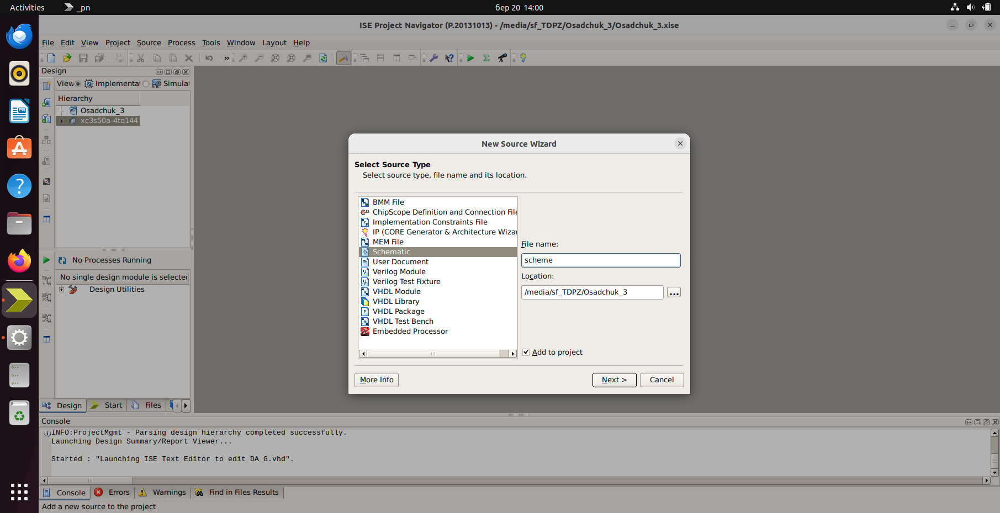 Activities
_pn
бер 20 14:00
ISE Project Navigator (P.20131013) - /media/sf_TDPZ/Osadchuk_3/Osadchuk_3.xise
File Edit View Project Source Process Tools Window Layout Help
»
Design
View Implementat Simulat
Hierarchy
Osadchuk_3
xc3s50a-4tq144
No Processes Running
No single design module is selected
Design Utilities
Design Start Files
New Source Wizard
Select Source Type
Select source type, file name and its location.
BMM File
ChipScope Definition and Connection File
Implementation Constraints File
IP (CORE Generator & Architecture Wizar
MEM File
Schematic
User Document
Verilog Module
Verilog Test Fixture
VHDL Module
VHDL Library
VHDL Package
VHDL Test Bench
Embedded Processor
File name:
scheme
Location:
/media/sf_TDPZ/Osadchuk_3
...
Add to project
More Info
Next >
Cancel
Console
INFO:ProjectMgmt - Parsing design hierarchy completed successfully.
Launching Design Summary/Report Viewer...
Started : "Launching ISE Text Editor to edit DA_G.vhd".
Console Errors Warnings Find in Files Results
Add a new source to the project